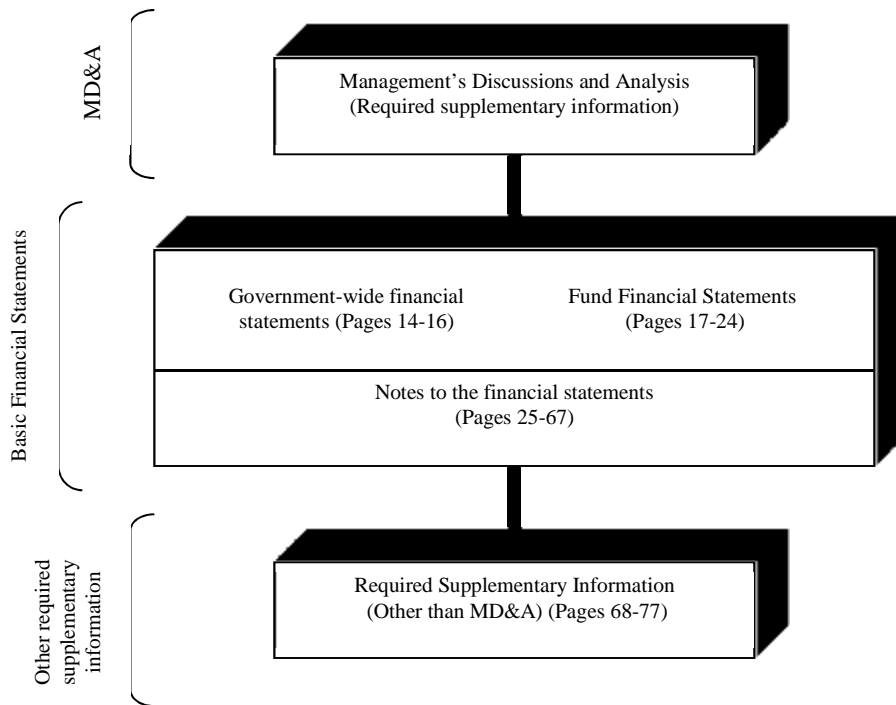 MD&A
Management’s Discussions and Analysis
(Required supplementary information)
Basic Financial Statements
Government-wide financial
statements (Pages 14-16)
Fund Financial Statements
(Pages 17-24)
Notes to the financial statements
(Pages 25-67)
Other required
supplementary
information
Required Supplementary Information
(Other than MD&A) (Pages 68-77)